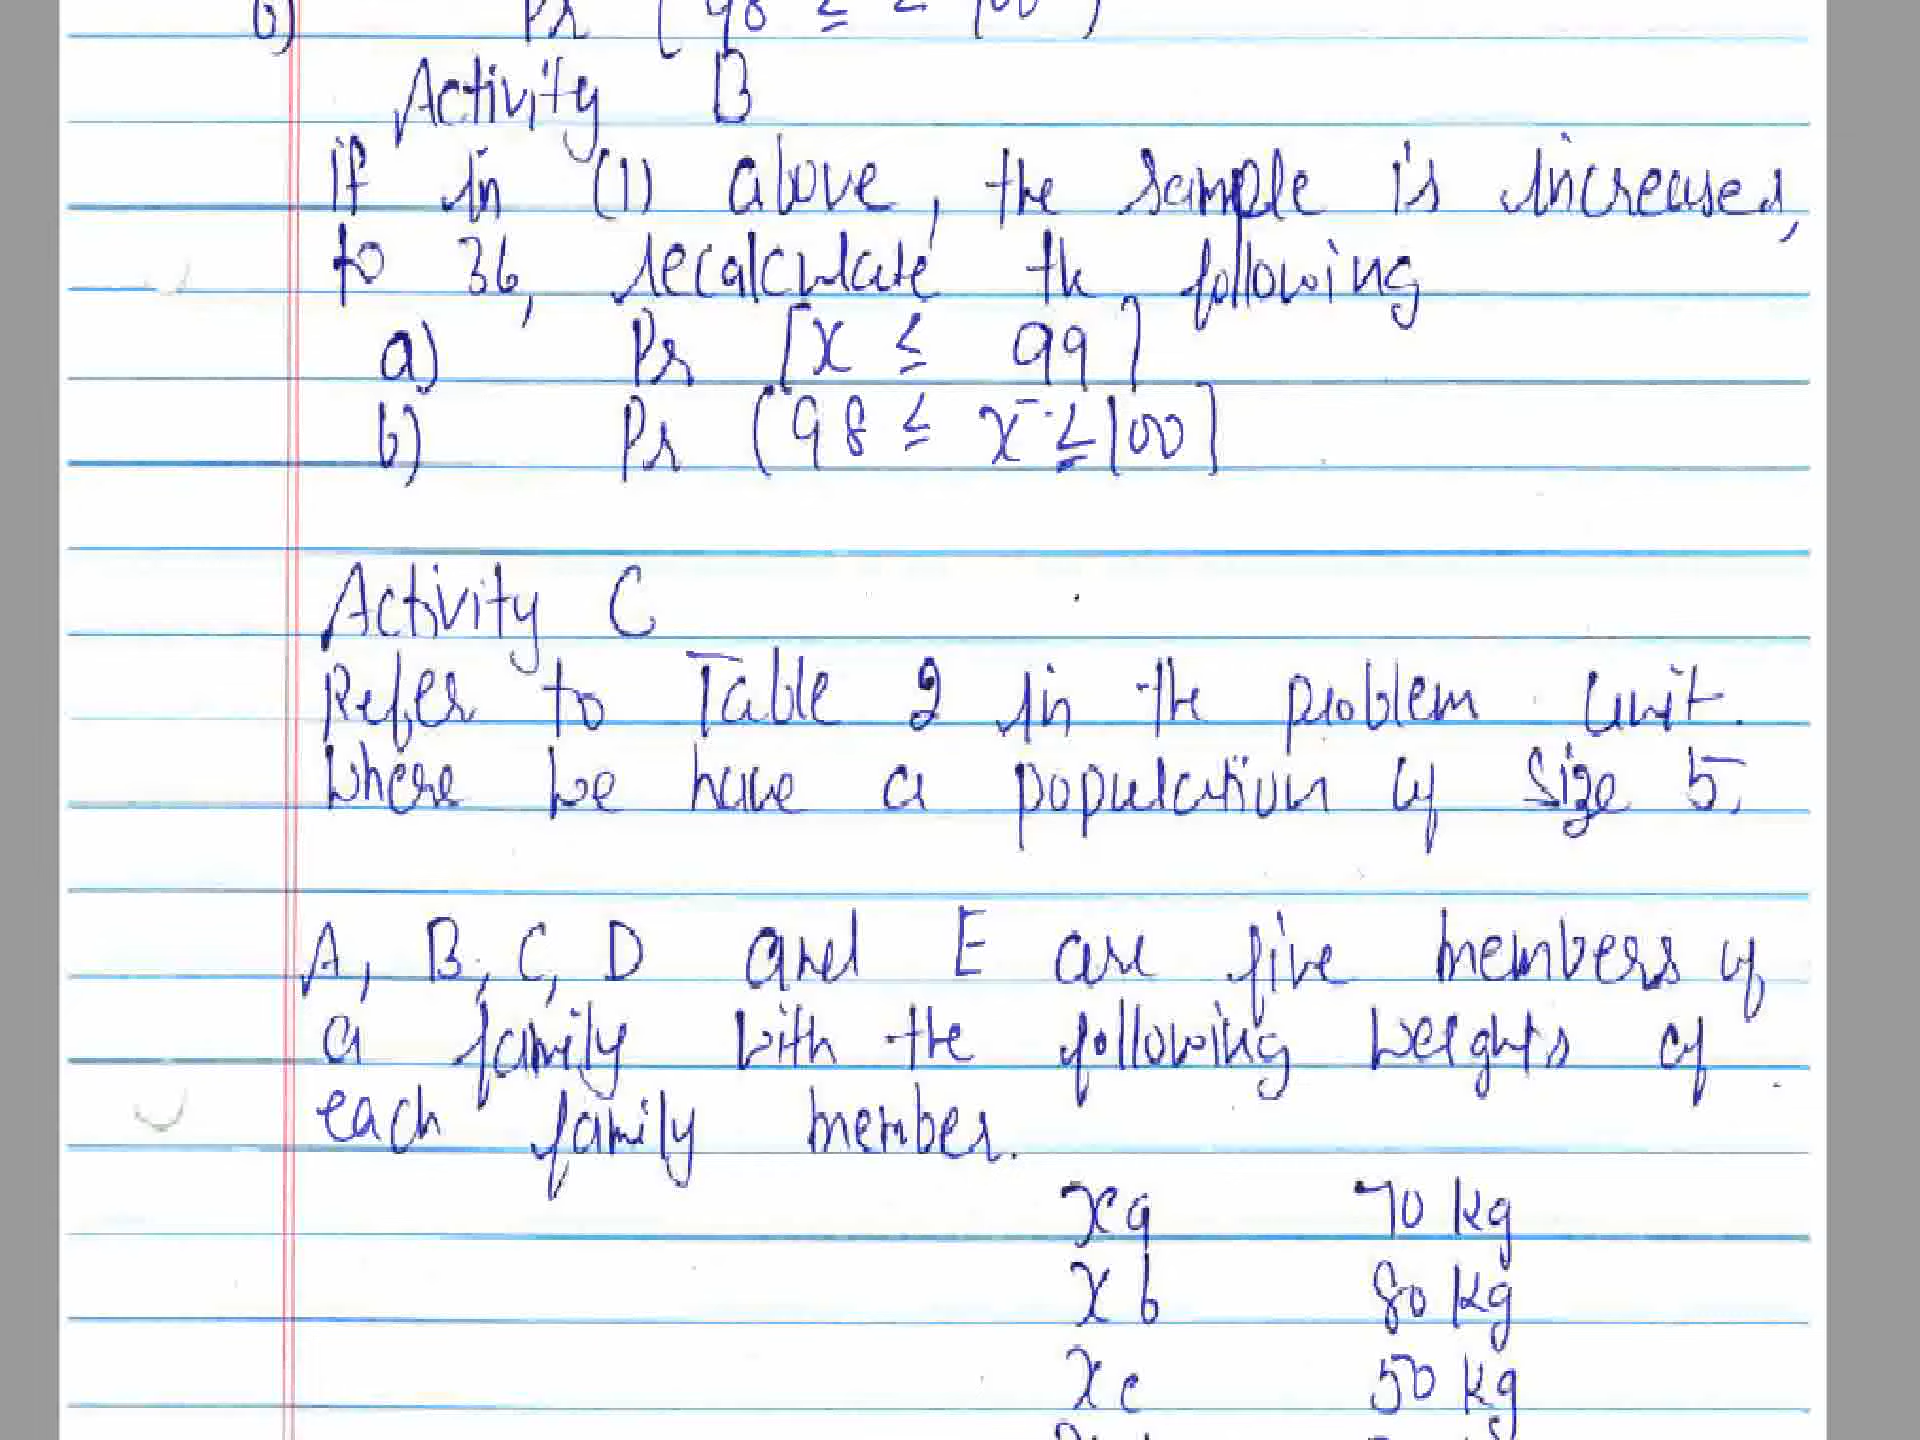 b) Pr [98 ≤ ≤ 100]
Activity B
If in (1) above, the sample is increased,
to 36, recalculate the following
a) Pr [x ≤ 99]
b) Pr (98 ≤ x̄ ≤ 100]
Activity C
Refer to Table 2 in the problem unit.
Where we have a population of size 5.
A, B, C, D and E are five members of
a family with the following weights of
each family member.
xa 70 kg
xb 80 kg
xc 50 kg